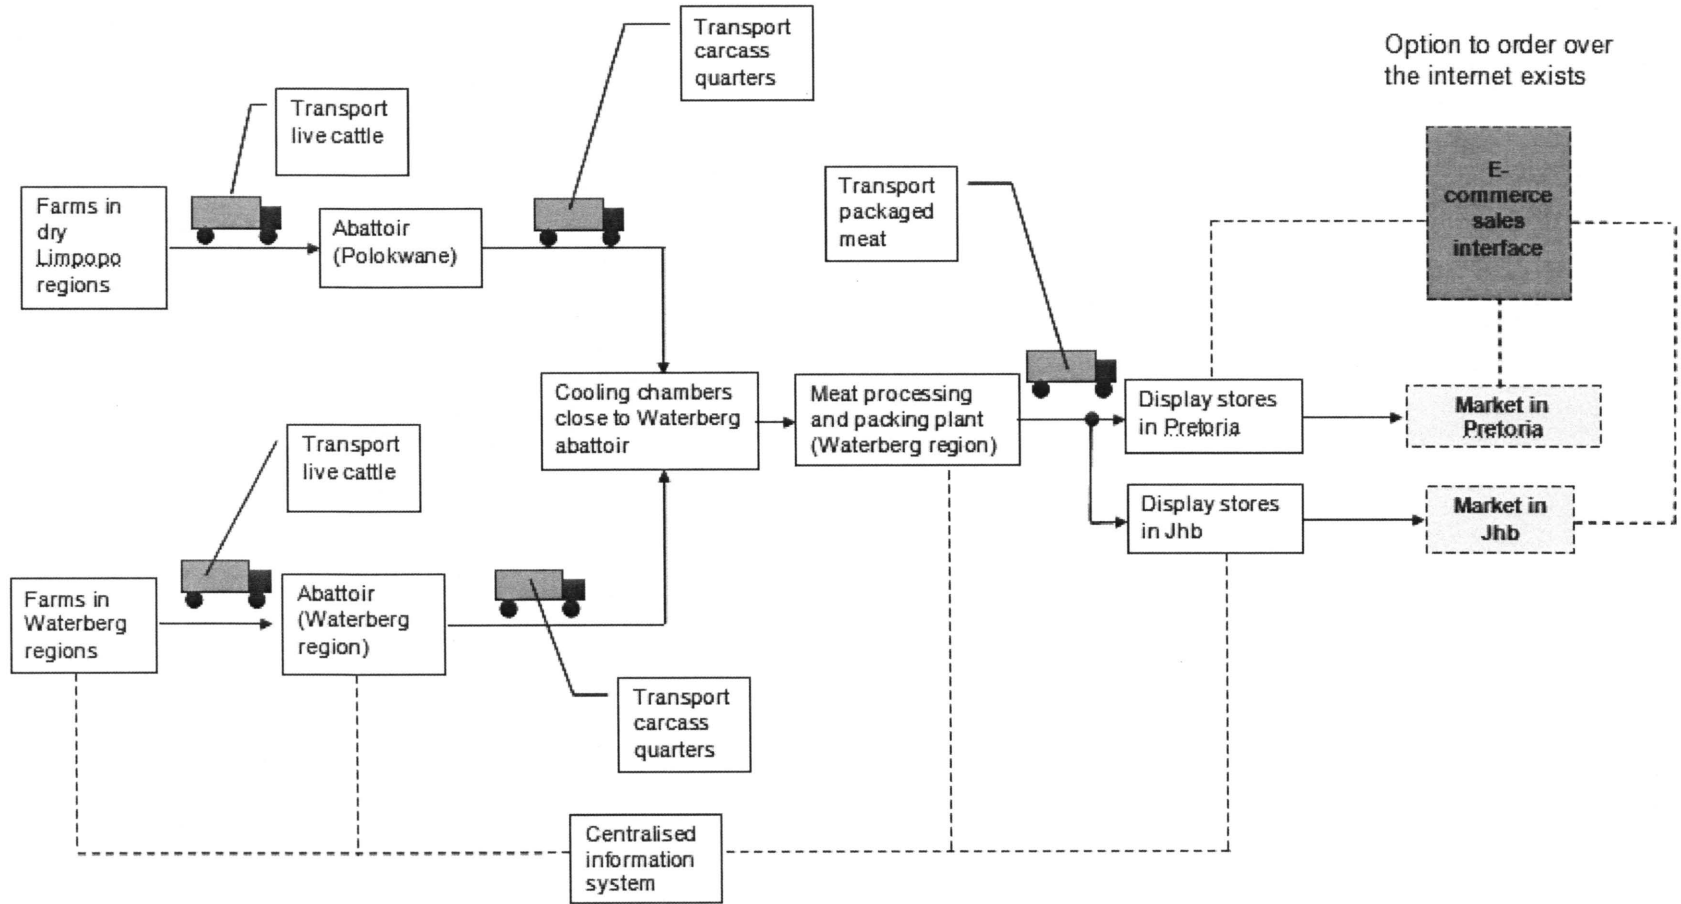 Transport
carcass
quarters
Option to order over
the internet exists
Transport
live cattle
E-
commerce
sales
interface
Transport
packaged
meat
Farms in
dry
Limpopo
regions
Abattoir
(Polokwane)
Cooling chambers
close to Waterberg
abattoir
Meat processing
and packing plant
(Waterberg region)
Display stores
in Pretoria
Market in
Pretoria
Transport
live cattle
Display stores
in Jhb
Market in
Jhb
Farms in
Waterberg
regions
Abattoir
(Waterberg
region)
Transport
carcass
quarters
Centralised
information
system